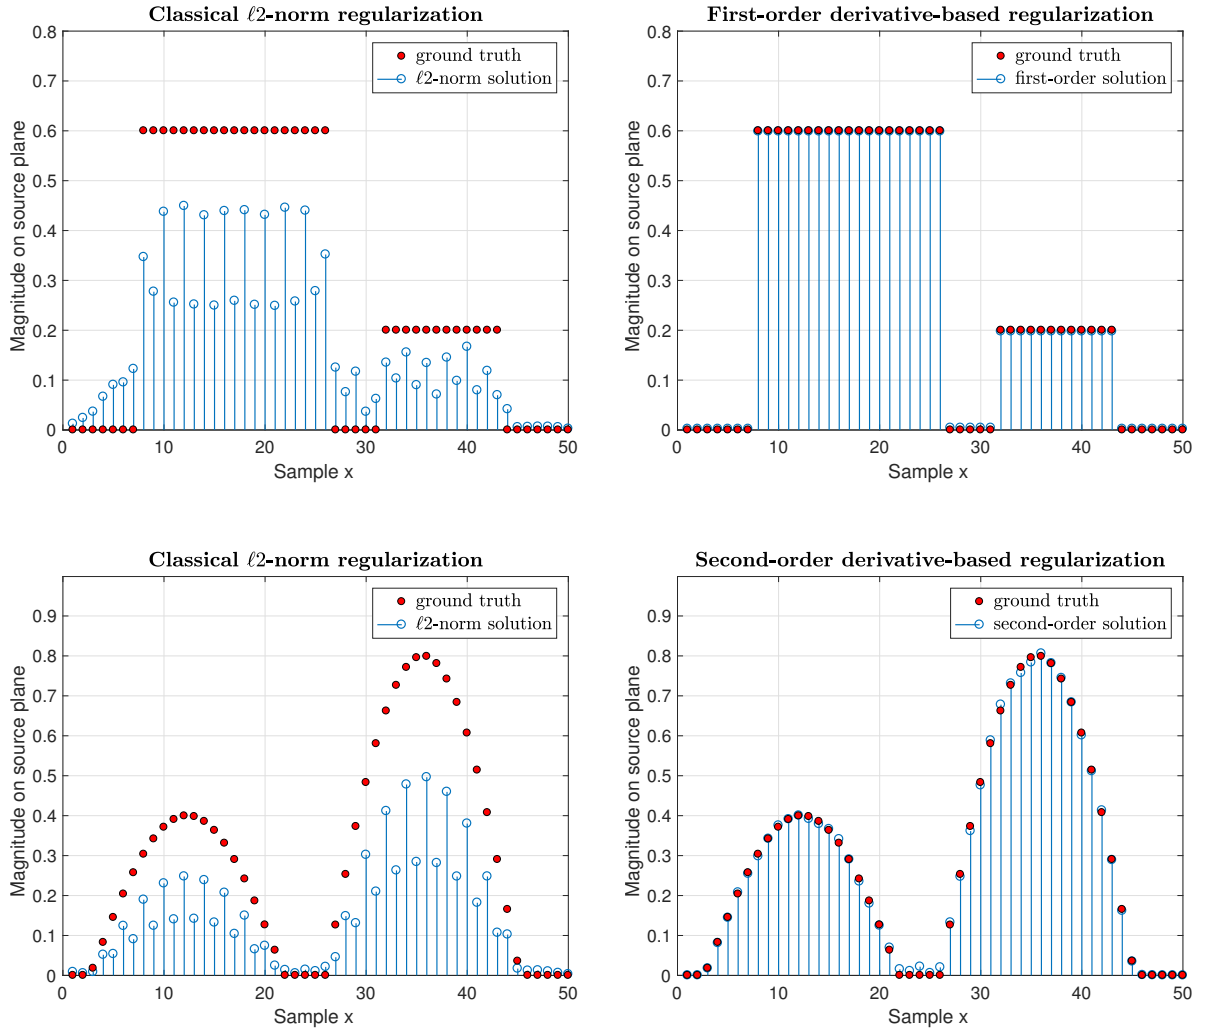 Classical ℓ2-norm regularization
ground truth
ℓ2-norm solution
Magnitude on source plane
0.8
0.7
0.6
0.5
0.4
0.3
0.2
0.1
0
0 10 20 30 40 50
Sample x
First-order derivative-based regularization
ground truth
first-order solution
Magnitude on source plane
0.8
0.7
0.6
0.5
0.4
0.3
0.2
0.1
0
0 10 20 30 40 50
Sample x
Classical ℓ2-norm regularization
ground truth
ℓ2-norm solution
Magnitude on source plane
0.9
0.8
0.7
0.6
0.5
0.4
0.3
0.2
0.1
0
0 10 20 30 40 50
Sample x
Second-order derivative-based regularization
ground truth
second-order solution
Magnitude on source plane
0.9
0.8
0.7
0.6
0.5
0.4
0.3
0.2
0.1
0
0 10 20 30 40 50
Sample x